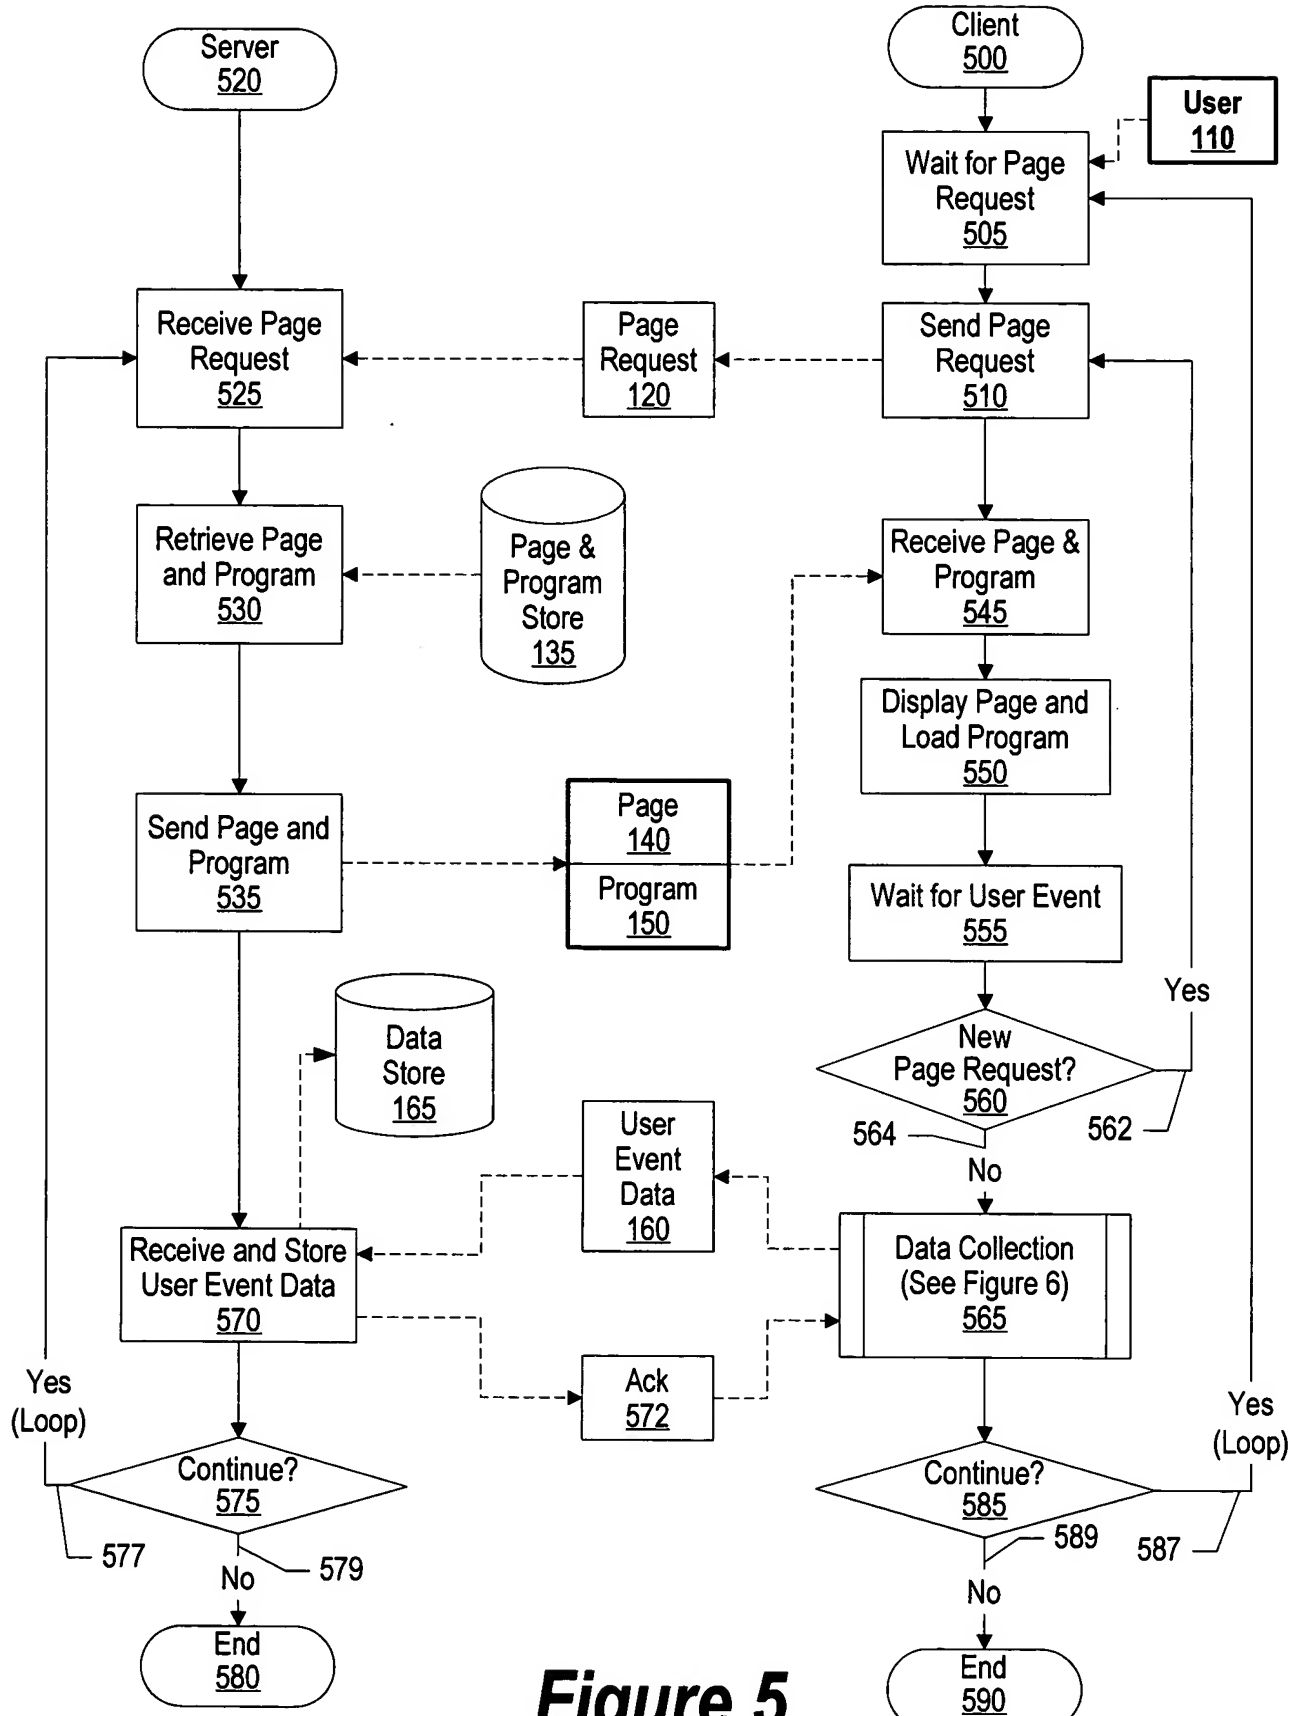 Server
520
Client
500
User
110
Wait for Page
Request
505
Receive Page
Request
525
Page
Request
120
Send Page
Request
510
Retrieve Page
and Program
530
Page &
Program
Store
135
Receive Page &
Program
545
Display Page and
Load Program
550
Send Page and
Program
535
Page
140
Program
150
Wait for User Event
555
Yes
New
Page Request?
560
562
564
No
Data
Store
165
User
Event
Data
160
Receive and Store
User Event Data
570
Data Collection
(See Figure 6)
565
Ack
572
Yes
(Loop)
Yes
(Loop)
Continue?
575
577
579
No
Continue?
585
589
587
No
End
580
End
590
Figure 5